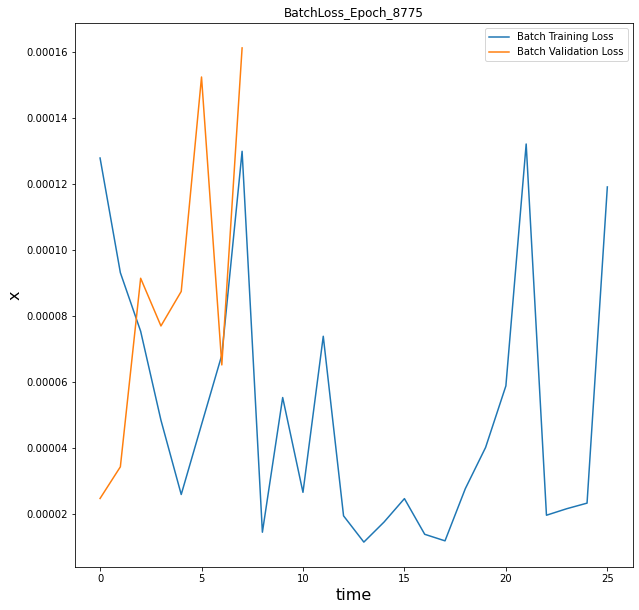 BatchLoss_Epoch_8775
Batch Training Loss
Batch Validation Loss
0.00016
0.00014
0.00012
0.00010
0.00008
0.00006
0.00004
0.00002
x
0 5 10 15 20 25
time